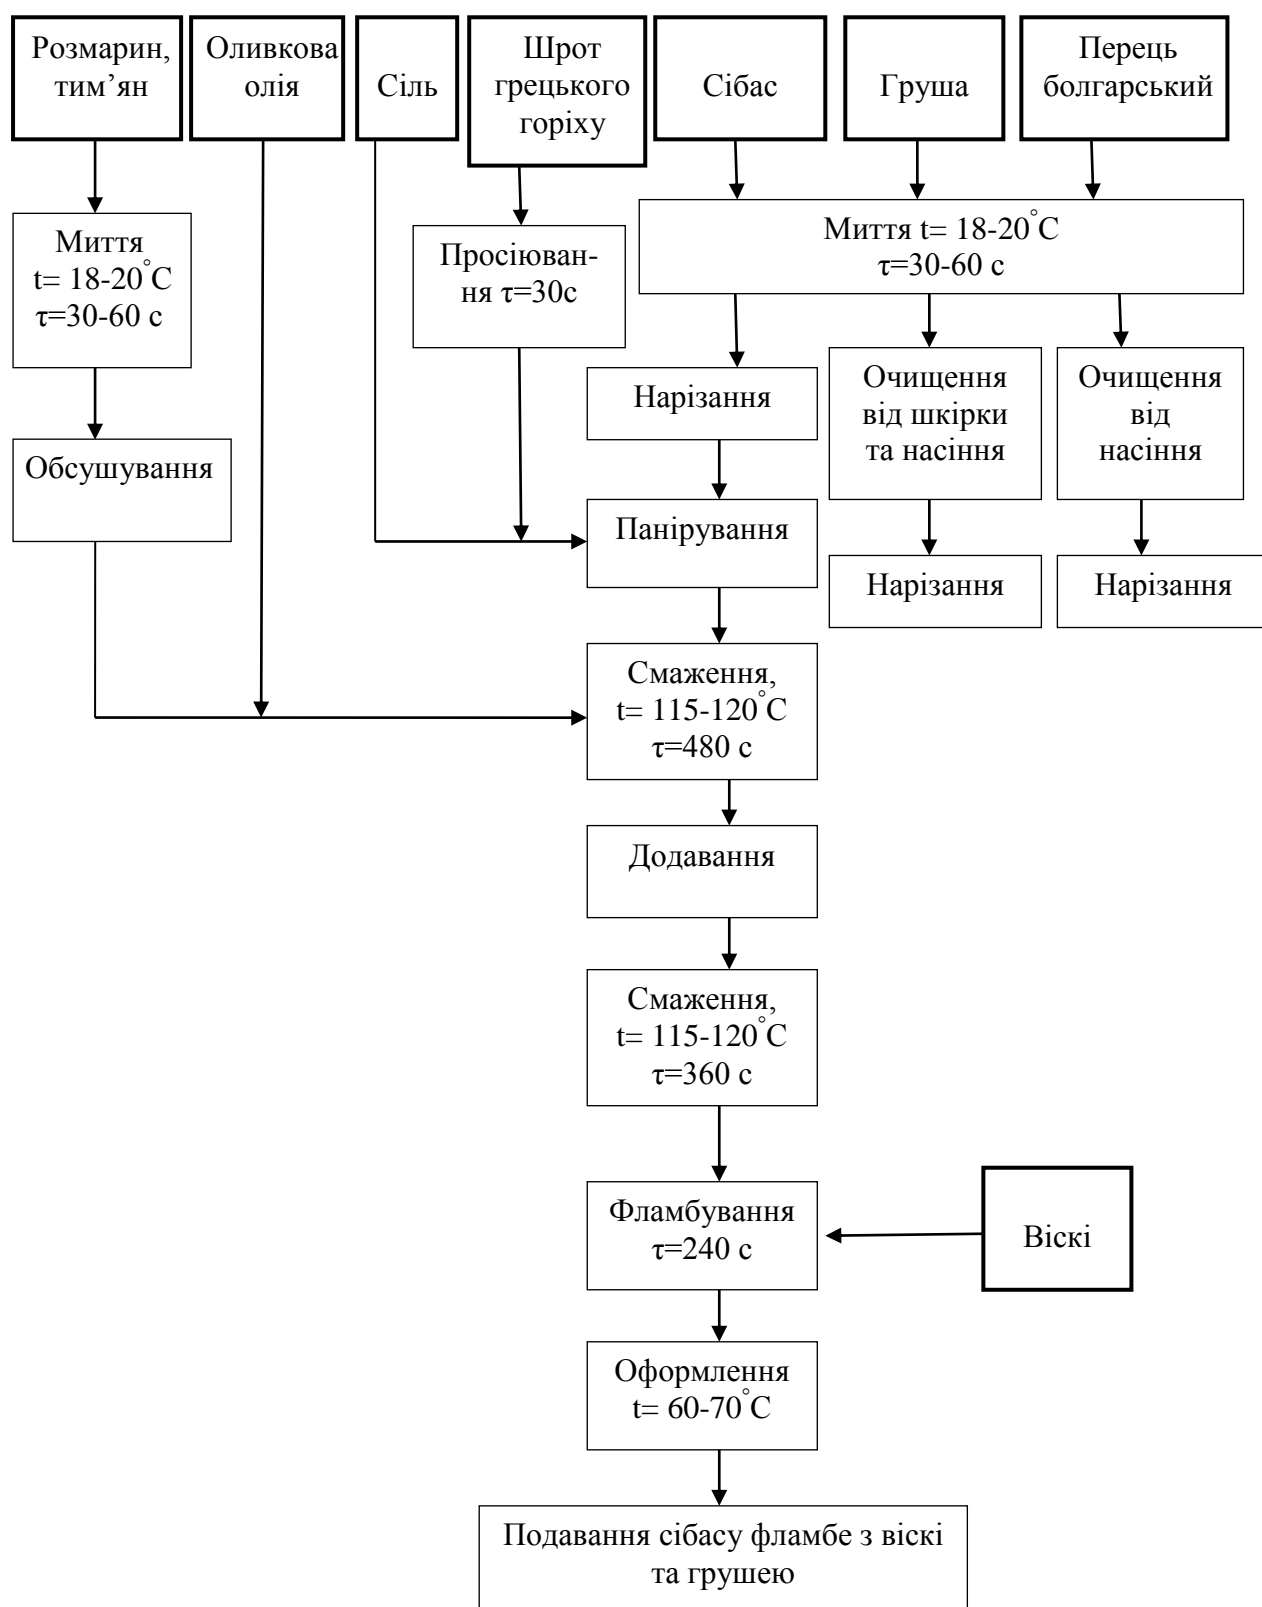 Розмарин,
тим’ян
Оливкова
олія
Сіль
Шрот
грецького
горіху
Сібас
Груша
Перець
болгарський
Миття
t= 18-20°C
τ=30-60 с
Просіюван-
ня τ=30с
Миття t= 18-20°C
τ=30-60 с
Нарізання
Очищення
від шкірки
та насіння
Очищення
від
насіння
Обсушування
Панірування
Нарізання
Нарізання
Смаження,
t= 115-120°C
τ=480 с
Додавання
Смаження,
t= 115-120°C
τ=360 с
Фламбування
τ=240 с
Віскі
Оформлення
t= 60-70°C
Подавання сібасу фламбе з віскі
та грушею